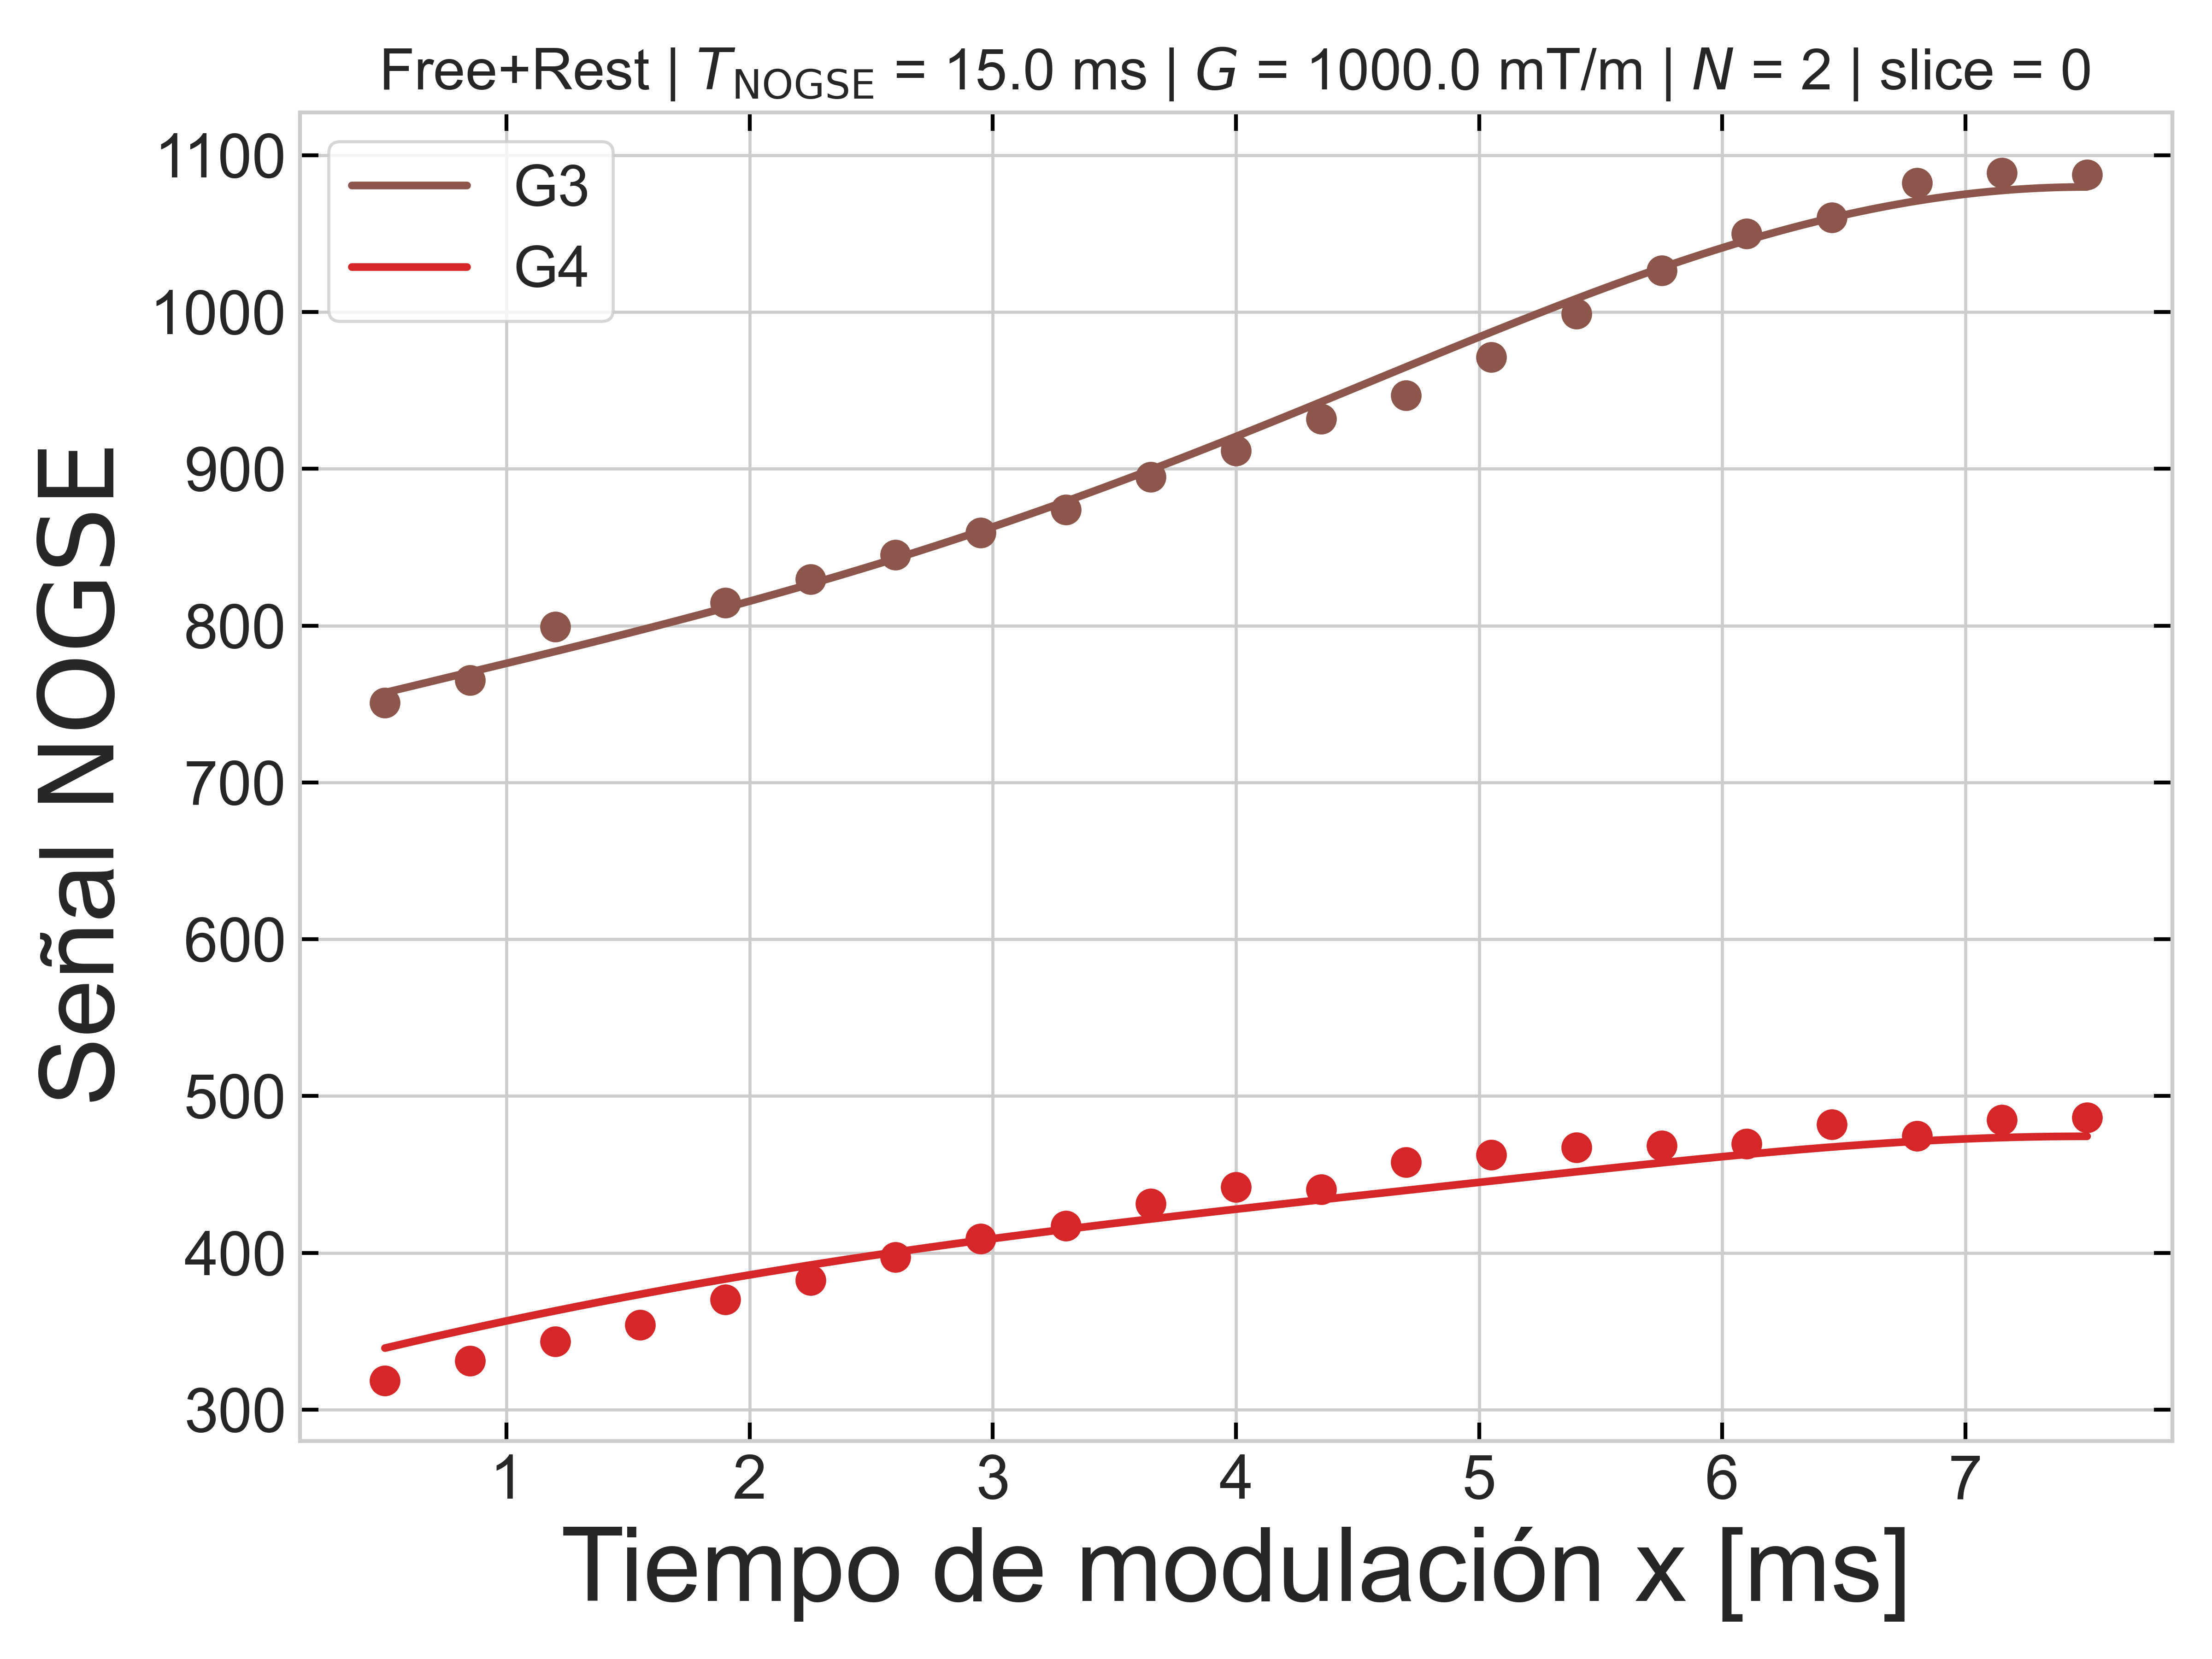 Free+Rest | T_NOGSE = 15.0 ms | G = 1000.0 mT/m | N = 2 | slice = 0
G3
G4
1100
1000
900
800
700
600
500
400
300
Señal NOGSE
1 2 3 4 5 6 7
Tiempo de modulación x [ms]